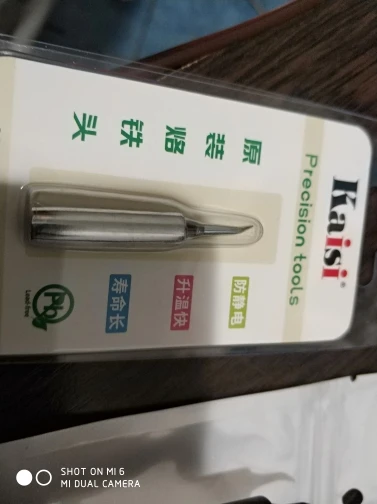 Kaisi®
Precision tools
原装烙铁头
防静电
升温快
寿命长
Pb
Lead free
SHOT ON MI 6
MI DUAL CAMERA